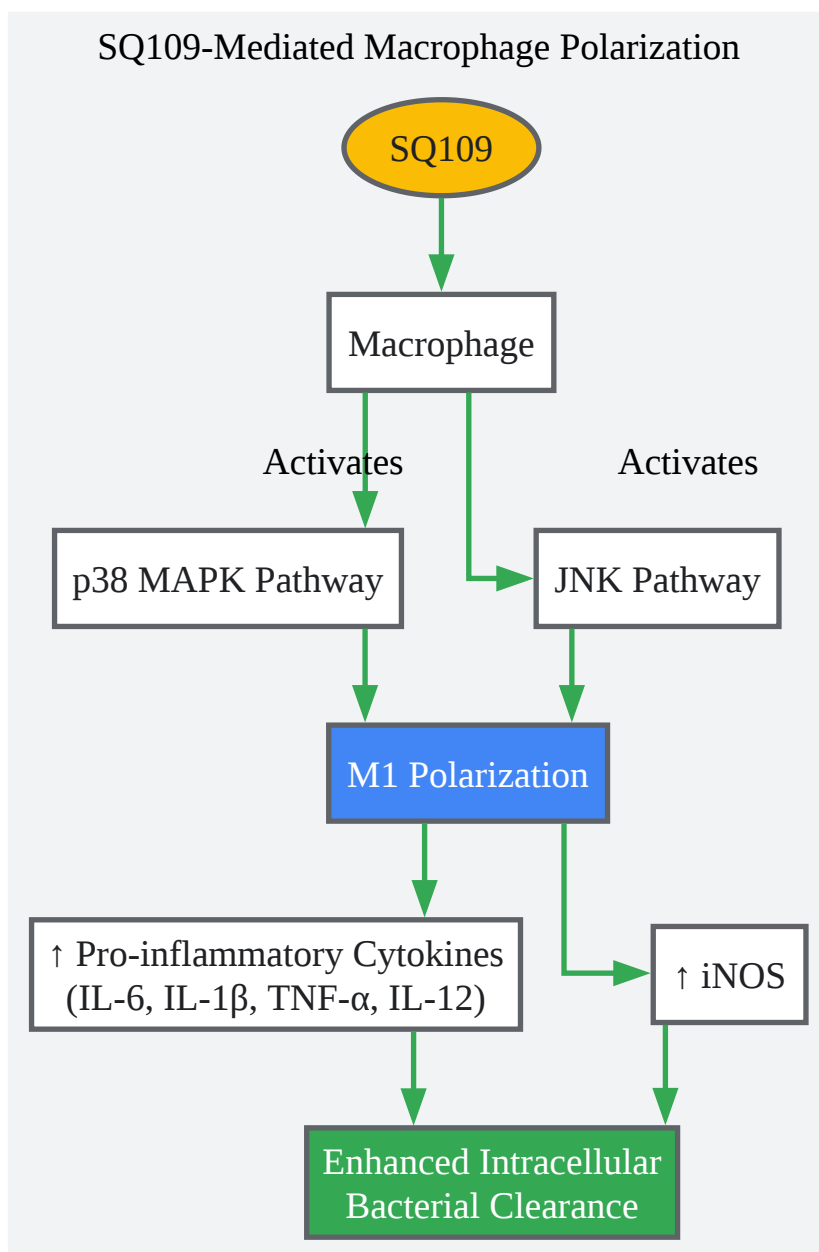 SQ109-Mediated Macrophage Polarization
SQ109
Macrophage
Activates
Activates
p38 MAPK Pathway
JNK Pathway
M1 Polarization
↑ Pro-inflammatory Cytokines
(IL-6, IL-1β, TNF-α, IL-12)
↑ iNOS
Enhanced Intracellular
Bacterial Clearance